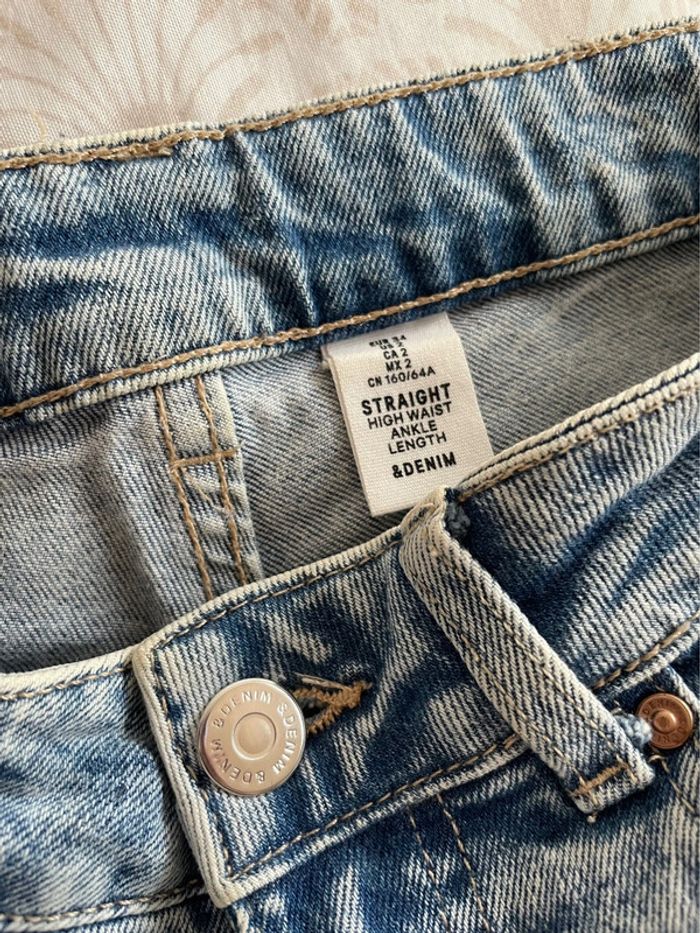 EUR 34
US 2
CA 2
MX 2
CN 160/64A
STRAIGHT
HIGH WAIST
ANKLE
LENGTH
&DENIM
&DENIM &DENIM &DENIM